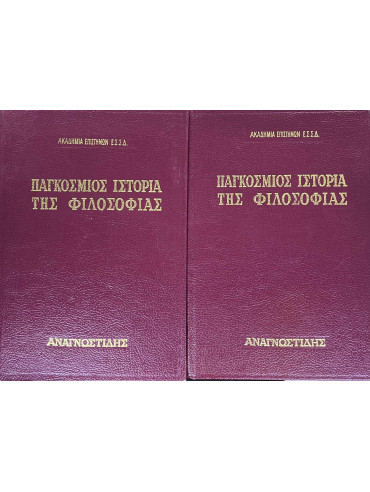 ΑΚΑΔΗΜΙΑ ΕΠΙΣΤΗΜΩΝ Ε.Σ.Σ.Δ.
ΠΑΓΚΟΣΜΙΟΣ ΙΣΤΟΡΙΑ
ΤΗΣ ΦΙΛΟΣΟΦΙΑΣ
ΑΝΑΓΝΩΣΤΙΔΗΣ
ΑΚΑΔΗΜΙΑ ΕΠΙΣΤΗΜΩΝ Ε.Σ.Σ.Δ.
ΠΑΓΚΟΣΜΙΟΣ ΙΣΤΟΡΙΑ
ΤΗΣ ΦΙΛΟΣΟΦΙΑΣ
ΑΝΑΓΝΩΣΤΙΔΗΣ